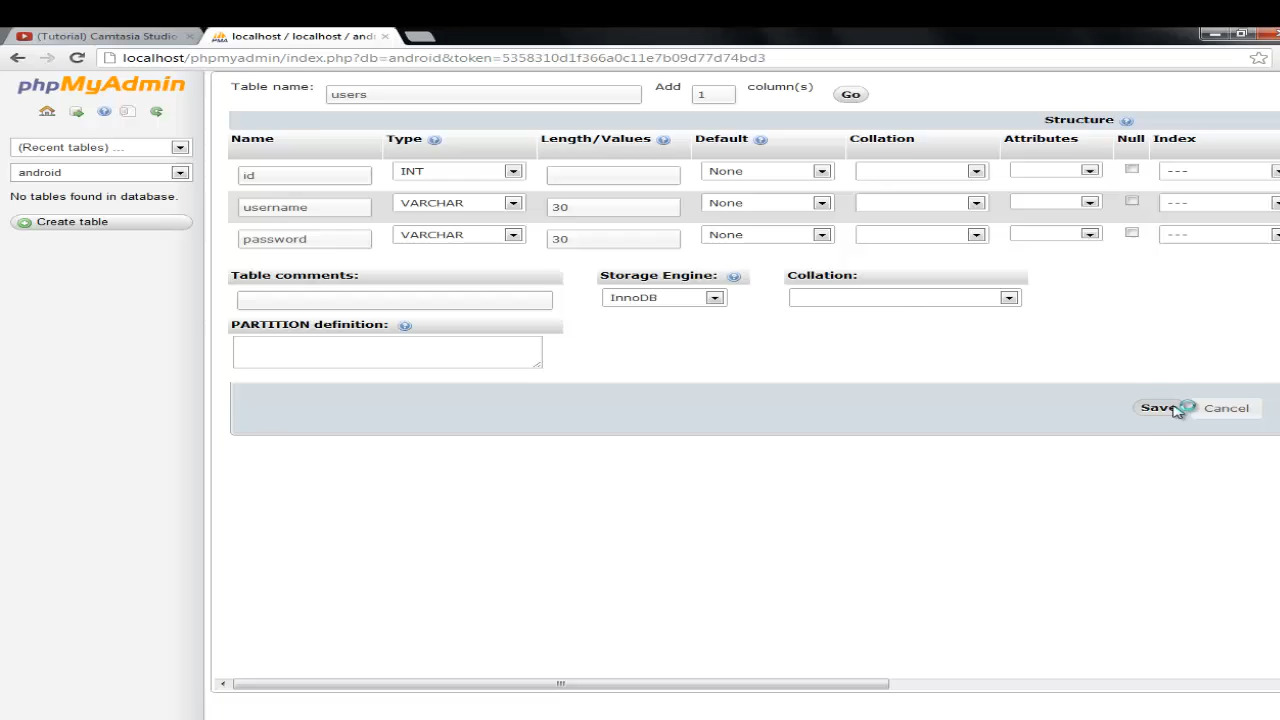 (Tutorial) Camtasia Studio
localhost / localhost / andr
localhost/phpmyadmin/index.php?db=android&token=5358310d1f366a0c11e7b09d77d74bd3
phpMyAdmin
(Recent tables) ...
android
No tables found in database.
Create table
Table name: users Add 1 column(s) Go
Structure
Name Type Length/Values Default Collation Attributes Null Index
id INT None ---
username VARCHAR 30 None ---
password VARCHAR 30 None ---
Table comments: Storage Engine: Collation:
InnoDB
PARTITION definition:
Save Cancel